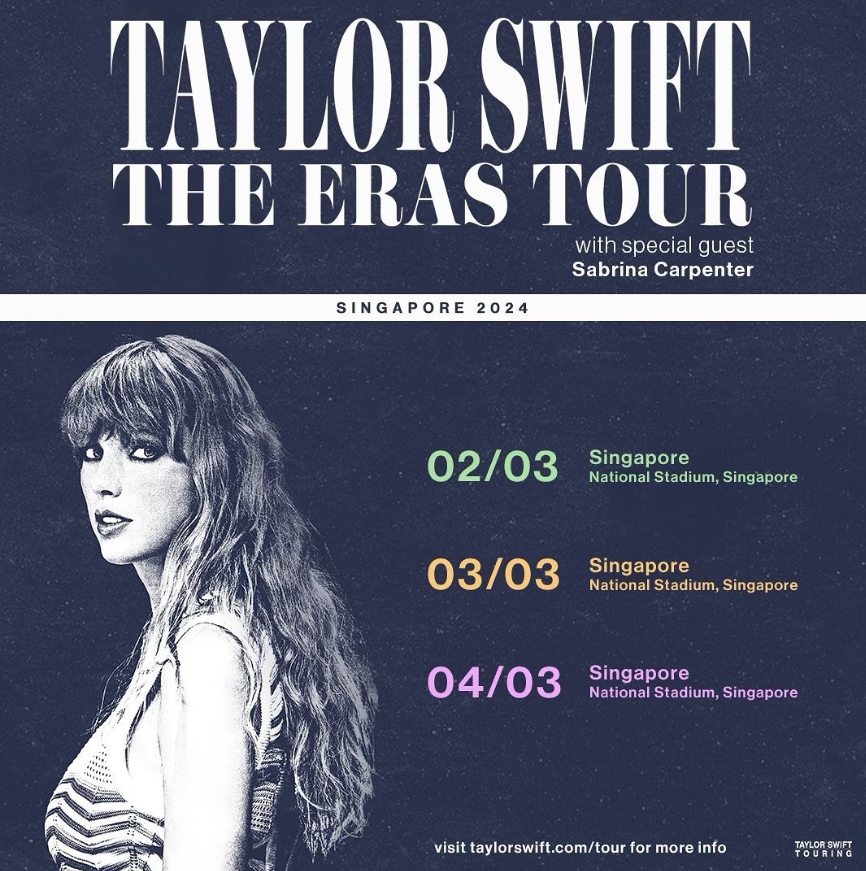 TAYLOR SWIFT
THE ERAS TOUR
with special guest
Sabrina Carpenter
SINGAPORE 2024
02/03
Singapore
National Stadium, Singapore
03/03
Singapore
National Stadium, Singapore
04/03
Singapore
National Stadium, Singapore
visit taylorswift.com/tour for more info
TAYLOR SWIFT
TOURING